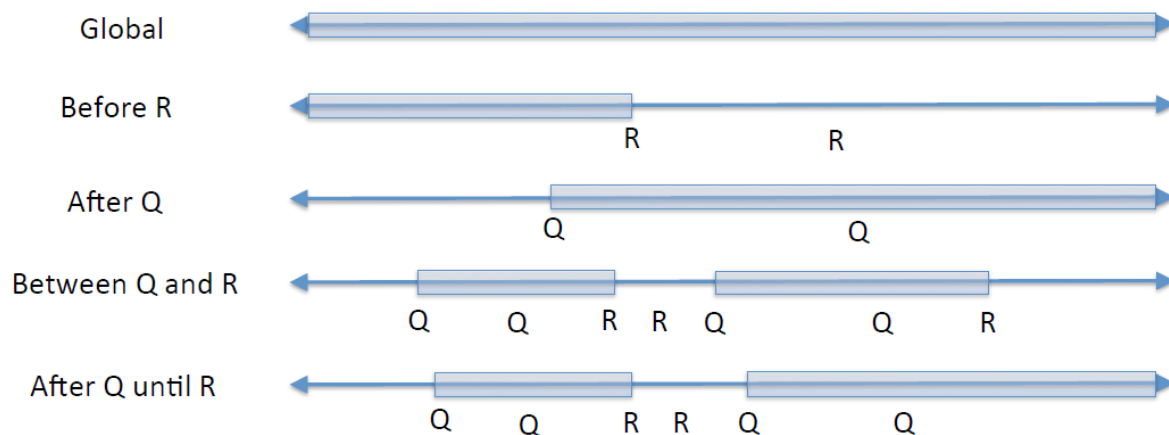 Global
Before R
R R
After Q
Q Q
Between Q and R
Q Q R R Q Q R
After Q until R
Q Q R R Q Q